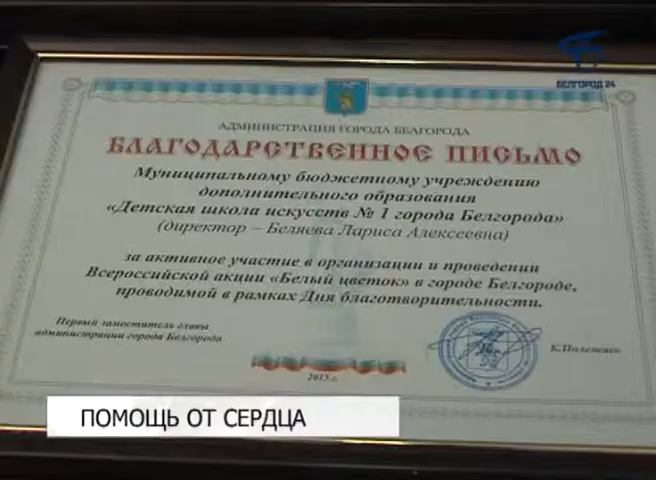 БЕЛГОРОД 24
АДМИНИСТРАЦИЯ ГОРОДА БЕЛГОРОДА
БЛАГОДАРСТВЕННОЕ ПИСЬМО
Муниципальному бюджетному учреждению
дополнительного образования
«Детская школа искусств № 1 города Белгорода»
(директор – Беляева Лариса Алексеевна)
за активное участие в организации и проведении
Всероссийской акции «Белый цветок» в городе Белгороде,
проводимой в рамках Дня благотворительности.
Первый заместитель главы
администрации города Белгорода
К.Полежаев
2015 г.
ПОМОЩЬ ОТ СЕРДЦА